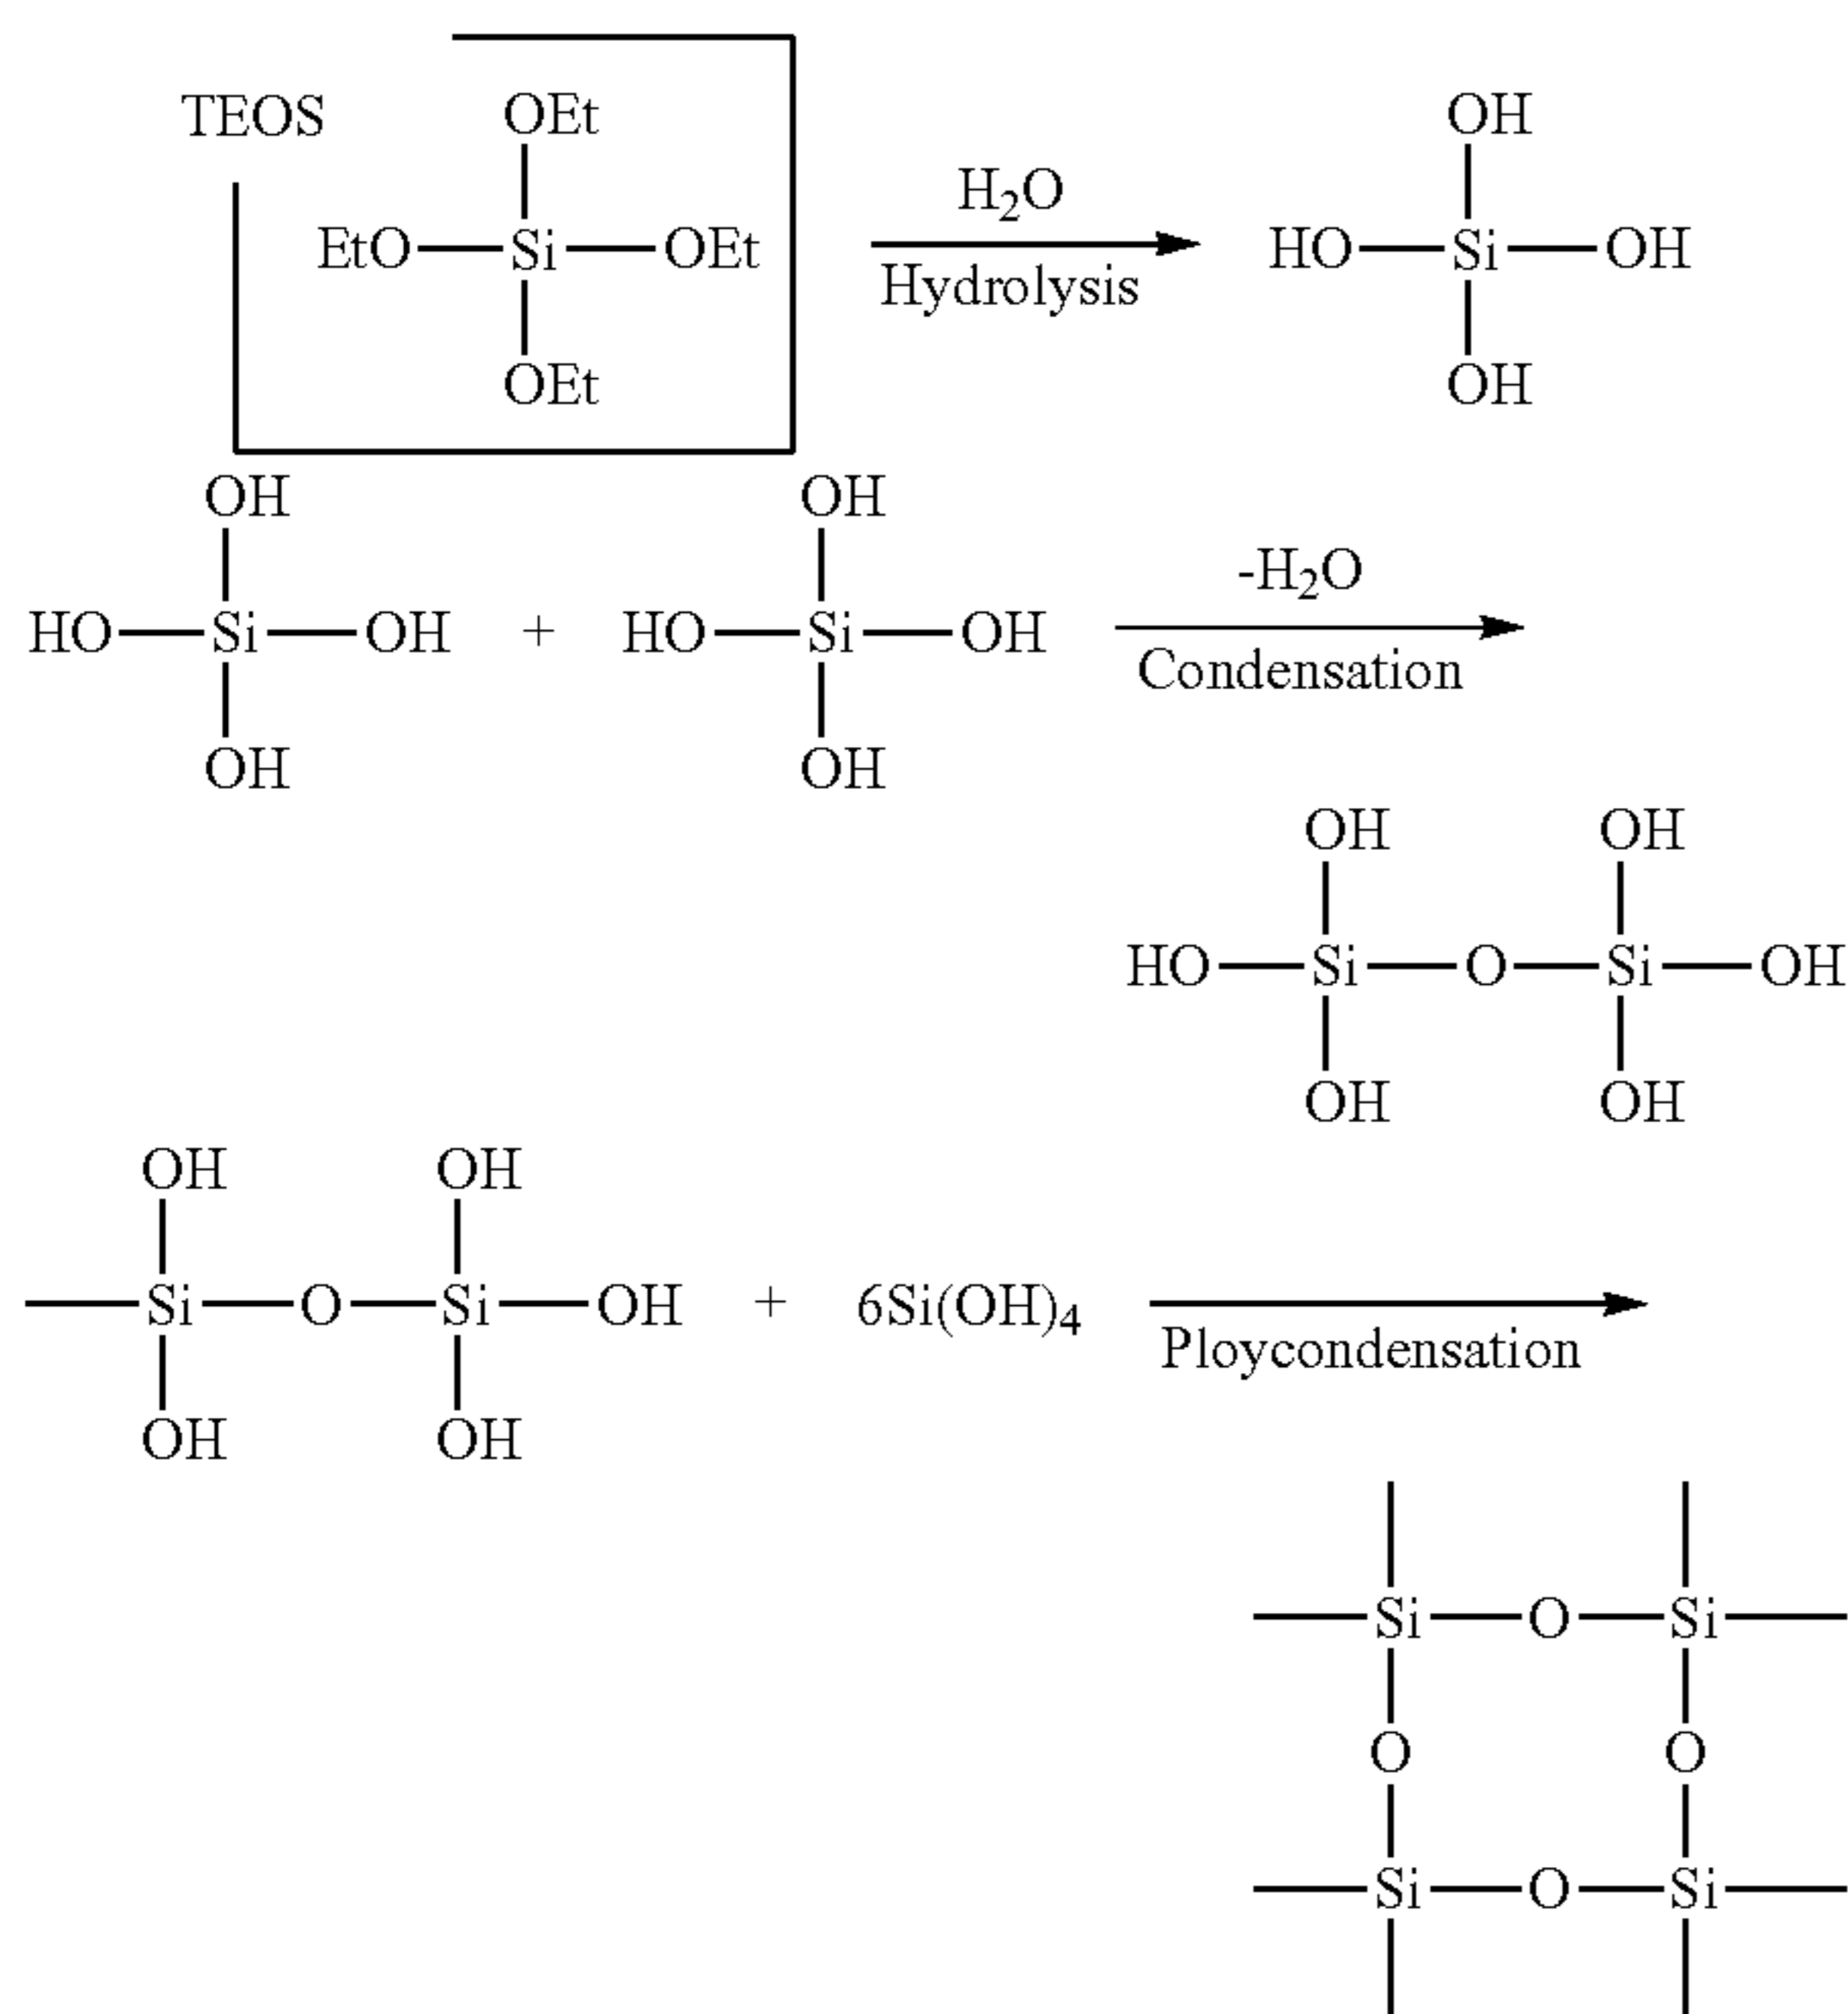 TEOS
OEt
EtO Si OEt
OEt
H2O
Hydrolysis
OH
HO Si OH
OH
OH
HO Si OH
OH
+
OH
HO Si OH
OH
-H2O
Condensation
OH OH
HO Si O Si OH
OH OH
OH OH
Si O Si OH
OH OH
+ 6Si(OH)4
Ploycondensation
Si O Si
O O
Si O Si